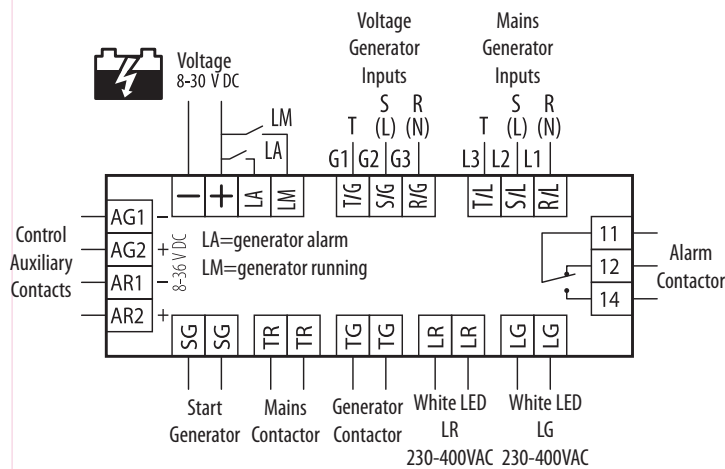 Voltage
8-30 V DC
Voltage
Generator
Inputs
Mains
Generator
Inputs
T
S
(L)
R
(N)
T
S
(L)
R
(N)
LM
LA
G1
G2
G3
L3
L2
L1
−
+
LA
LM
T/G
S/G
R/G
T/L
S/L
R/L
Control
Auxiliary
Contacts
AG1
−
AG2
+
AR1
−
AR2
+
8-36 V DC
LA=generator alarm
LM=generator running
11
12
14
Alarm
Contactor
SG
SG
TR
TR
TG
TG
LR
LR
LG
LG
Start
Generator
Mains
Contactor
Generator
Contactor
White LED
LR
230-400VAC
White LED
LG
230-400VAC